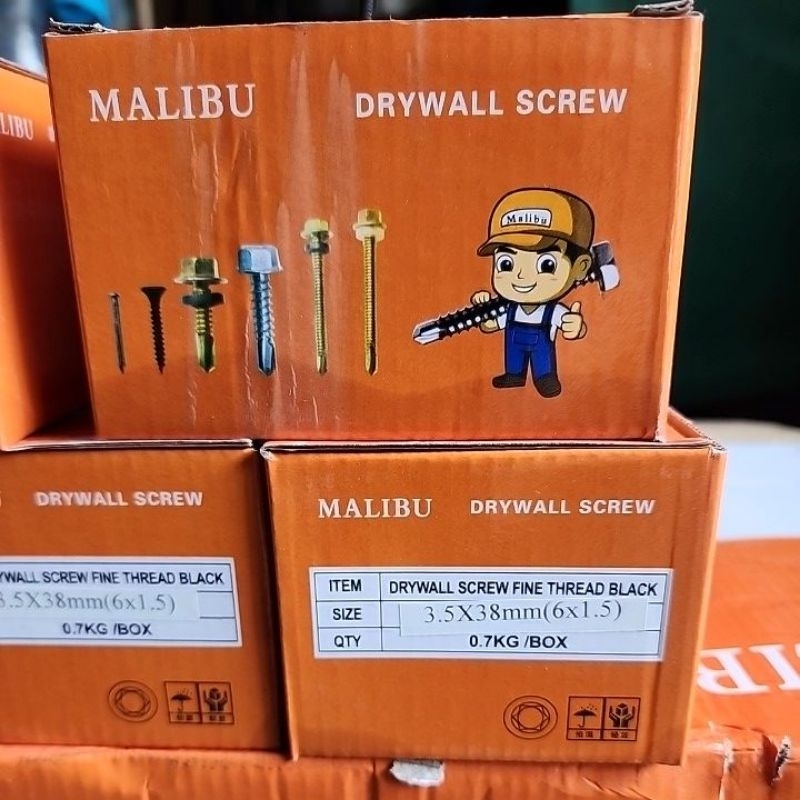 MALIBU DRYWALL SCREW
Malibu
LIBU
DRYWALL SCREW
YWALL SCREW FINE THREAD BLACK
3.5X38mm(6x1.5)
0.7KG /BOX
MALIBU DRYWALL SCREW
ITEM DRYWALL SCREW FINE THREAD BLACK
SIZE 3.5X38mm(6x1.5)
QTY 0.7KG /BOX